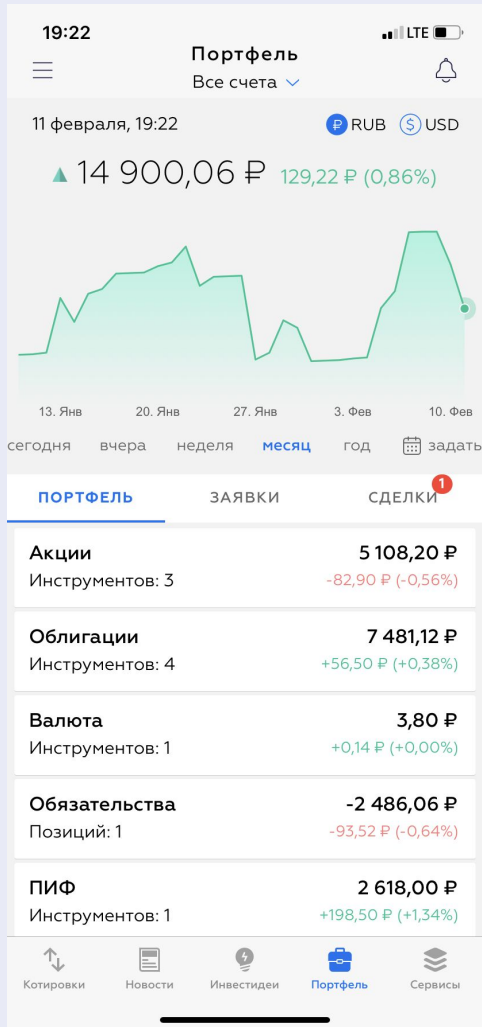 19:22
LTE
Портфель
Все счета
11 февраля, 19:22
₽ RUB $ USD
14 900,06 ₽ 129,22 ₽ (0,86%)
13. Янв 20. Янв 27. Янв 3. Фев 10. Фев
сегодня вчера неделя месяц год задать
ПОРТФЕЛЬ ЗАЯВКИ СДЕЛКИ 1
Акции 5 108,20 ₽
Инструментов: 3 -82,90 ₽ (-0,56%)
Облигации 7 481,12 ₽
Инструментов: 4 +56,50 ₽ (+0,38%)
Валюта 3,80 ₽
Инструментов: 1 +0,14 ₽ (+0,00%)
Обязательства -2 486,06 ₽
Позиций: 1 -93,52 ₽ (-0,64%)
ПИФ 2 618,00 ₽
Инструментов: 1 +198,50 ₽ (+1,34%)
Котировки Новости Инвестидеи Портфель Сервисы